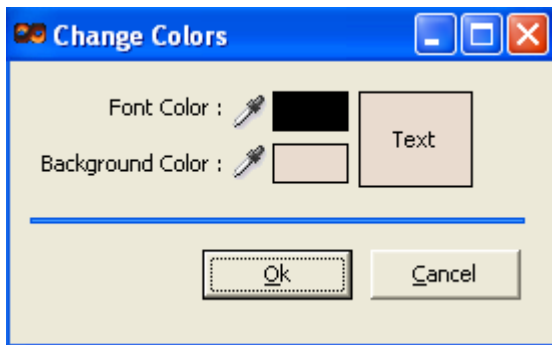 Change Colors
Font Color :
Text
Background Color :
Ok
Cancel